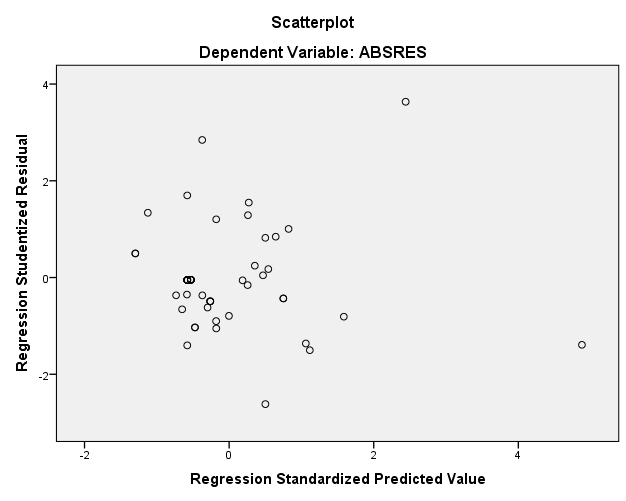 Scatterplot
Dependent Variable: ABSRES
Regression Studentized Residual
4
2
0
-2
-2
0
2
4
Regression Standardized Predicted Value